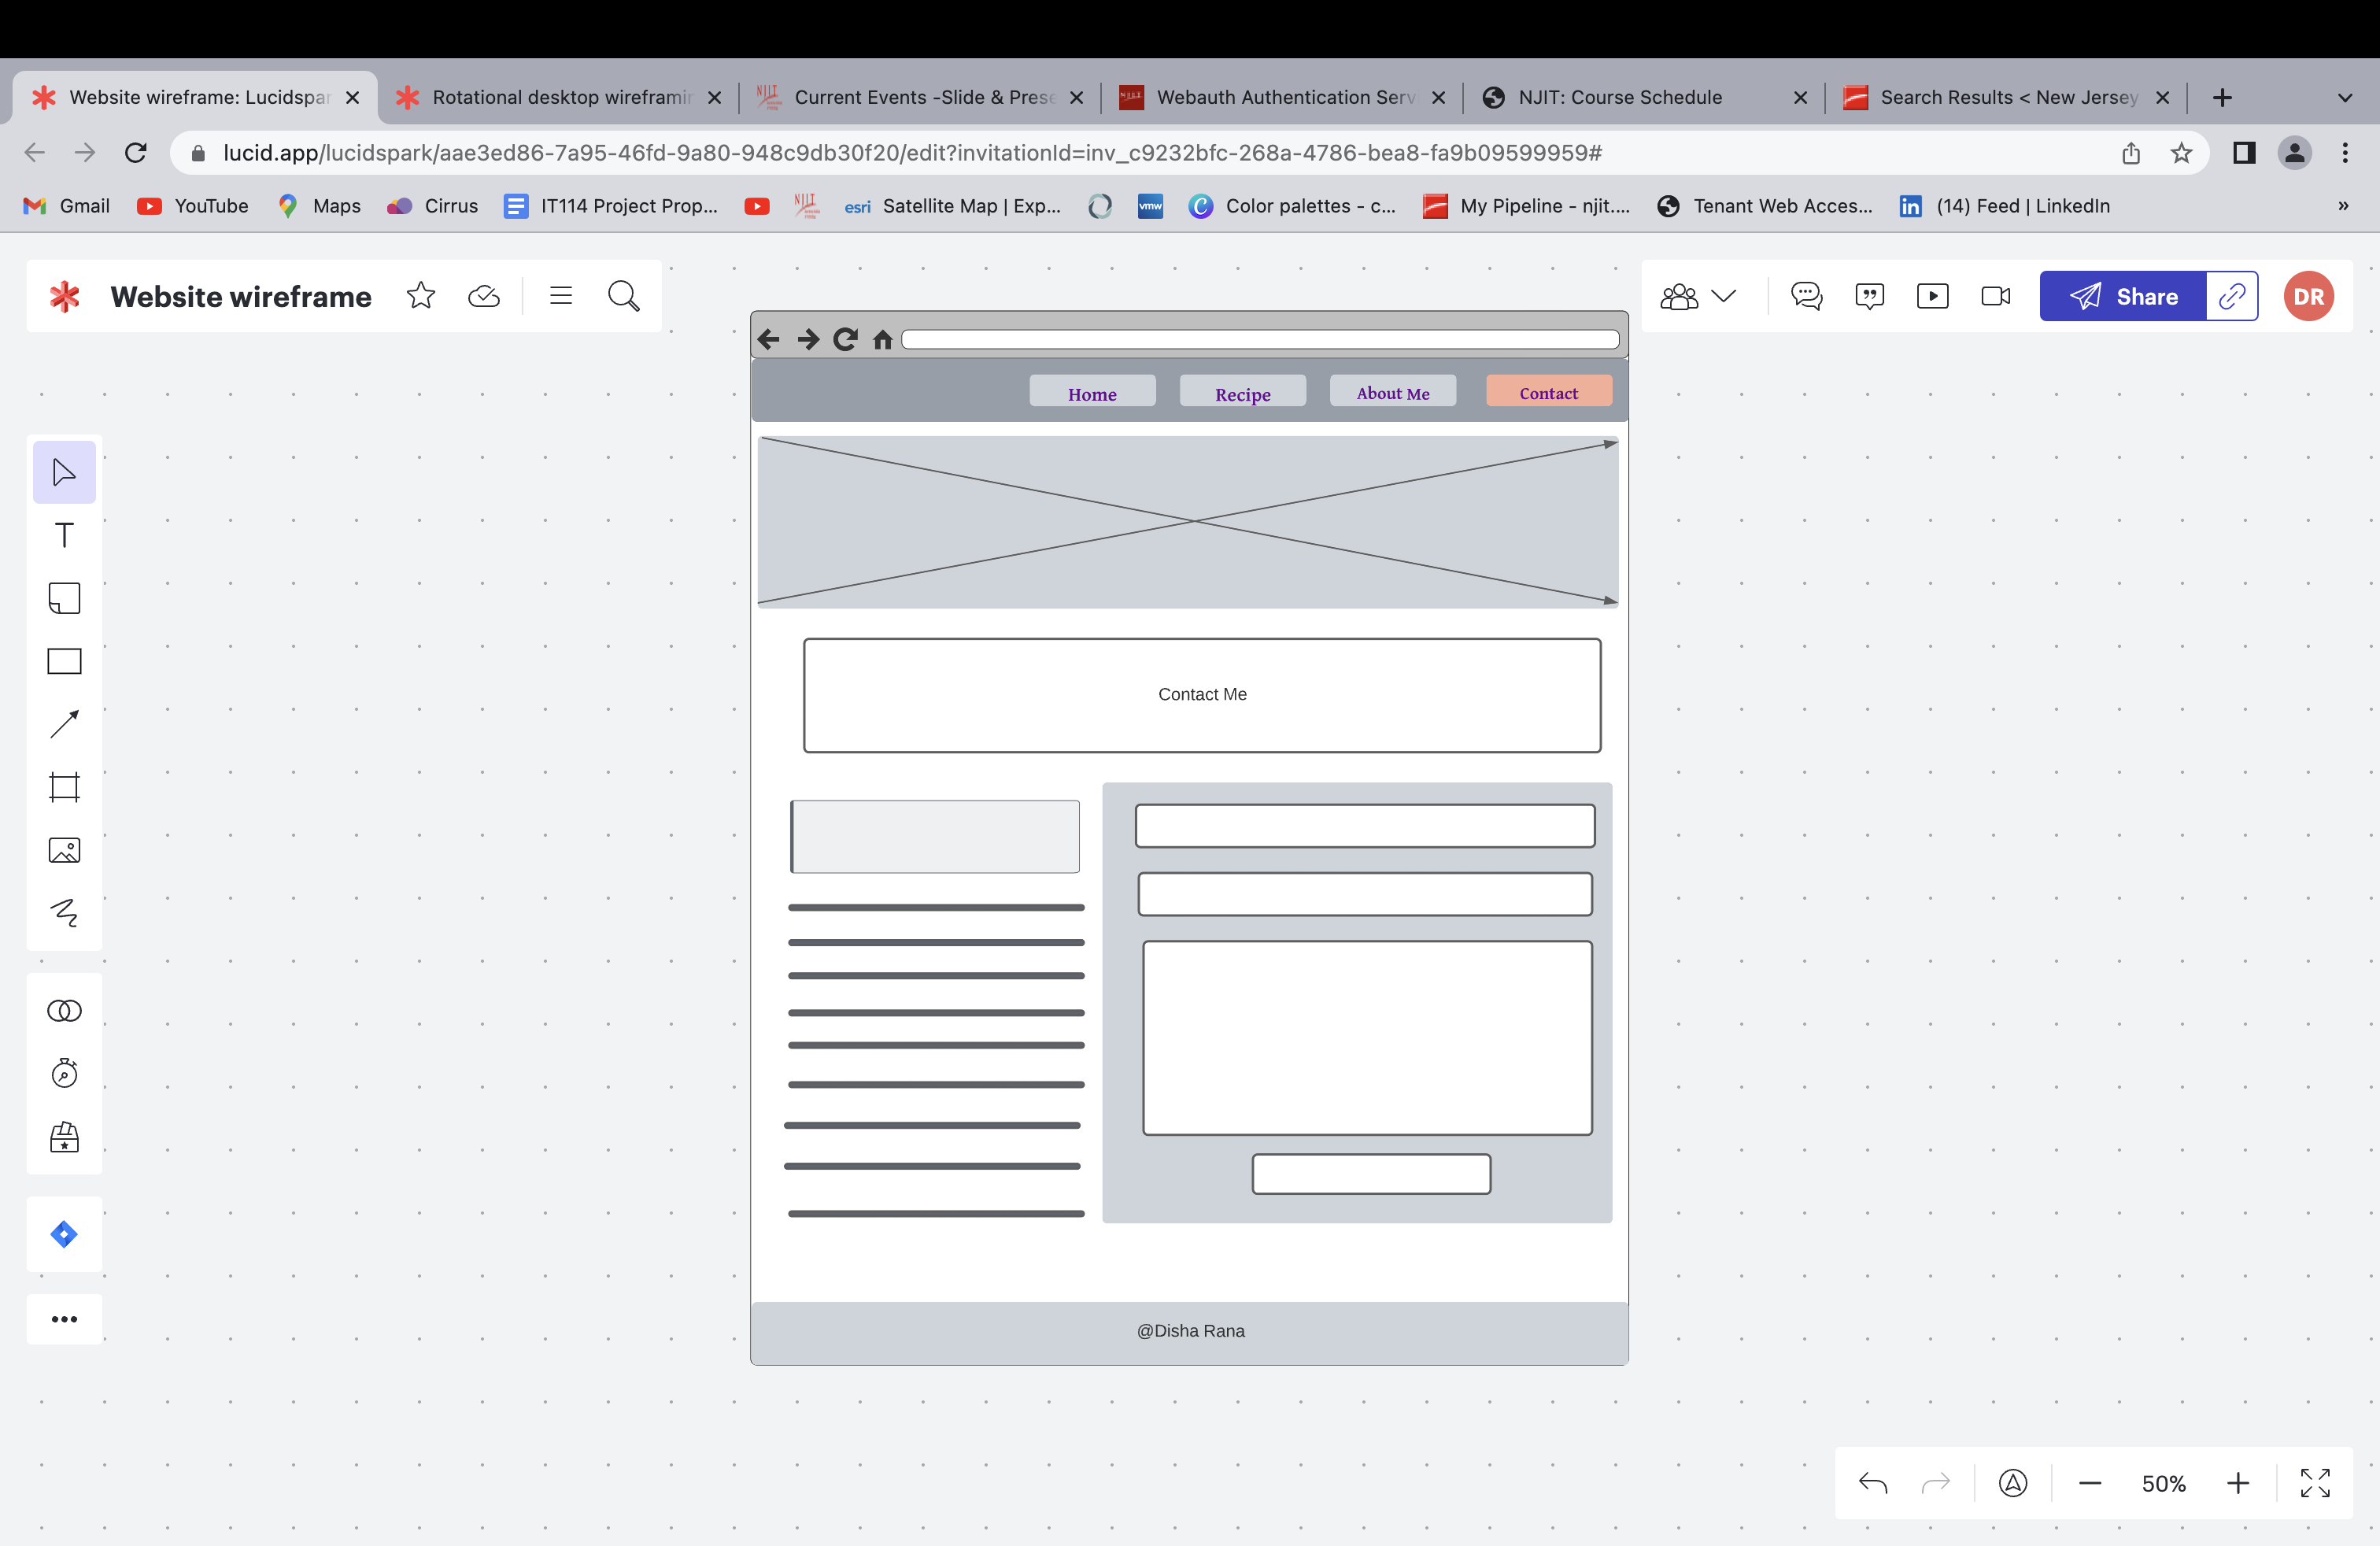 Website wireframe: Lucidspar
Rotational desktop wireframin
Current Events -Slide & Prese
Webauth Authentication Serv
NJIT: Course Schedule
Search Results < New Jersey
lucid.app/lucidspark/aae3ed86-7a95-46fd-9a80-948c9db30f20/edit?invitationId=inv_c9232bfc-268a-4786-bea8-fa9b09599959#
Gmail
YouTube
Maps
Cirrus
IT114 Project Prop...
esri Satellite Map | Exp...
vmw
Color palettes - c...
My Pipeline - njit....
Tenant Web Acces...
in (14) Feed | LinkedIn
»
Website wireframe
Share
DR
Home
Recipe
About Me
Contact
Contact Me
@Disha Rana
50%